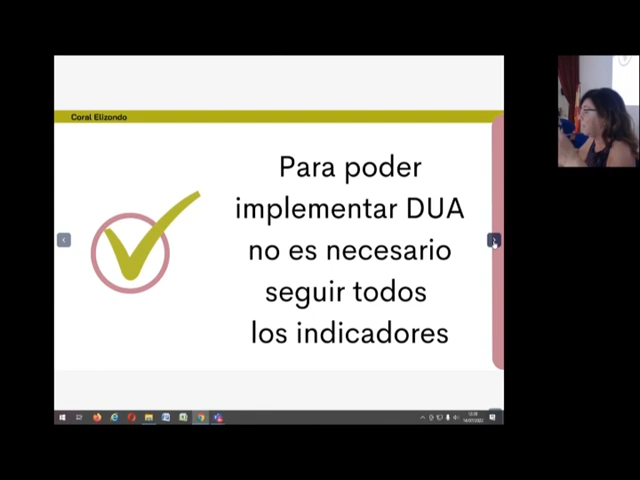 Coral Elizondo
Para poder
implementar DUA
no es necesario
seguir todos
los indicadores